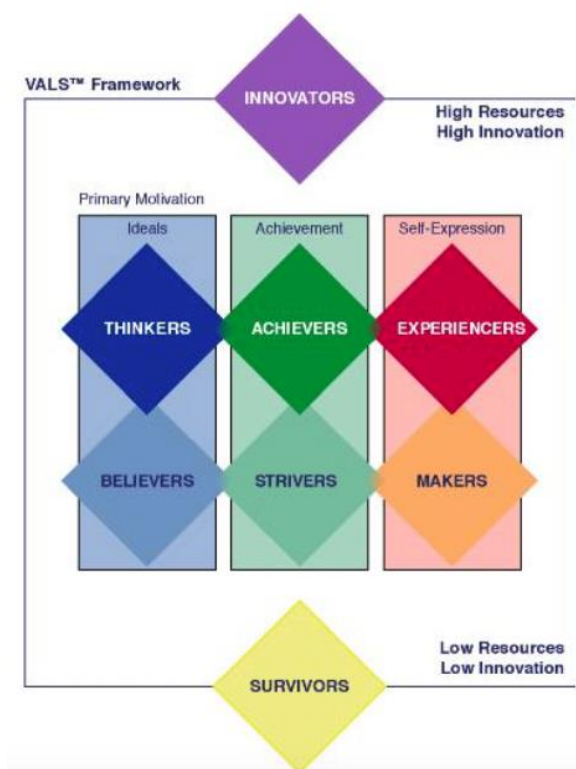 INNOVATORS
VALS™ Framework
High Resources
High Innovation
Primary Motivation
Ideals
Achievement
Self-Expression
THINKERS
ACHIEVERS
EXPERIENCERS
BELIEVERS
STRIVERS
MAKERS
Low Resources
Low Innovation
SURVIVORS